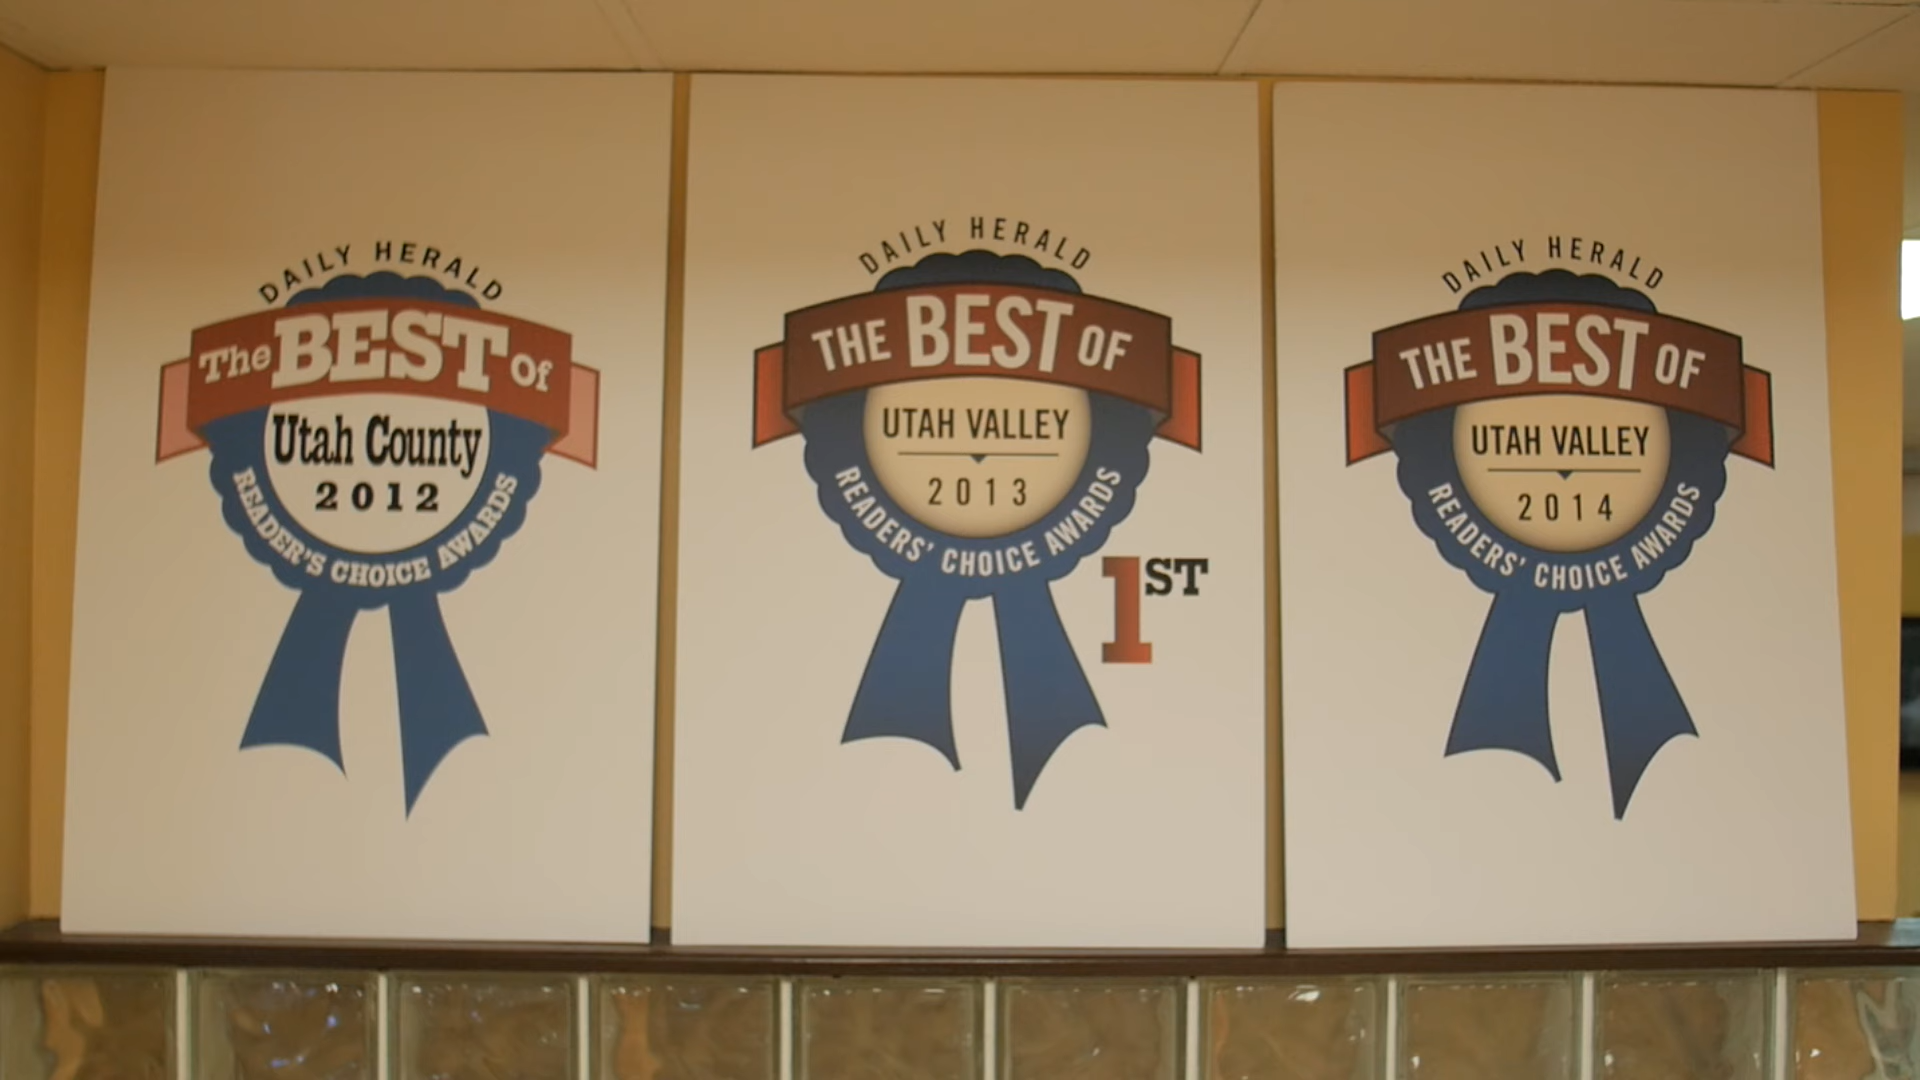 DAILY HERALD
The BEST Of
Utah County
2012
READER'S CHOICE AWARDS
DAILY HERALD
THE BEST OF
UTAH VALLEY
2013
READERS' CHOICE AWARDS
1ST
DAILY HERALD
THE BEST OF
UTAH VALLEY
2014
READERS' CHOICE AWARDS